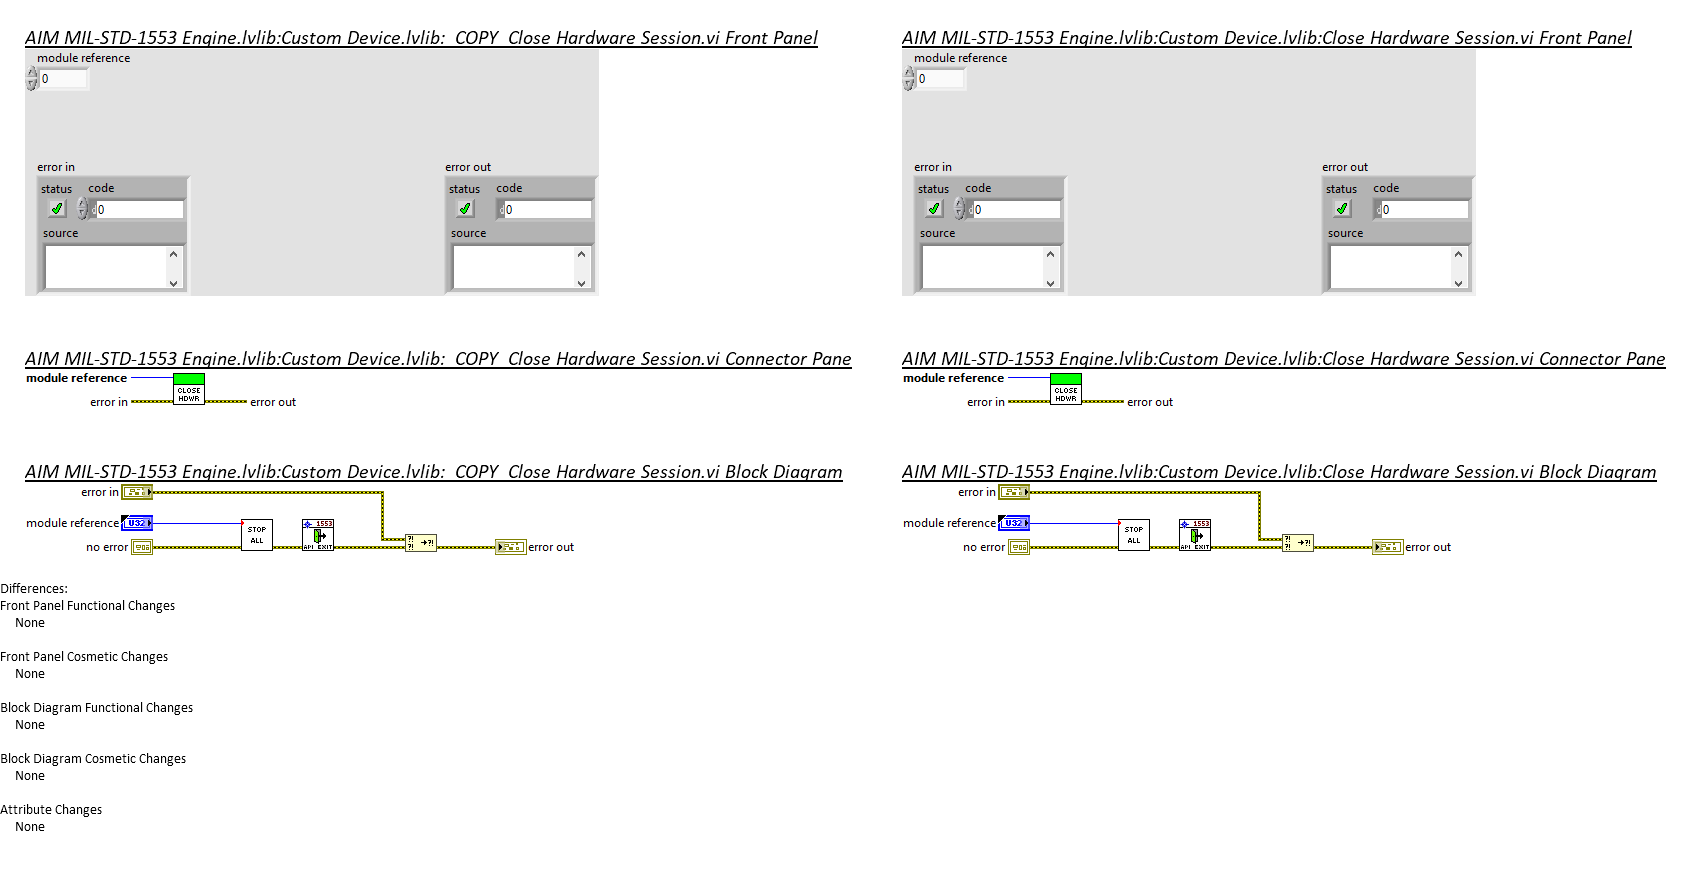 AIM MIL-STD-1553 Engine.lvlib:Custom Device.lvlib:  COPY  Close Hardware Session.vi Front Panel
module reference
0
error in
status code
0
source
error out
status code
d 0
source
AIM MIL-STD-1553 Engine.lvlib:Custom Device.lvlib:Close Hardware Session.vi Front Panel
module reference
0
error in
status code
d 0
source
error out
status code
d 0
source
AIM MIL-STD-1553 Engine.lvlib:Custom Device.lvlib:  COPY  Close Hardware Session.vi Connector Pane
module reference
CLOSE
HDWR
error in
error out
AIM MIL-STD-1553 Engine.lvlib:Custom Device.lvlib:Close Hardware Session.vi Connector Pane
module reference
CLOSE
HDWR
error in
error out
AIM MIL-STD-1553 Engine.lvlib:Custom Device.lvlib:  COPY  Close Hardware Session.vi Block Diagram
error in
module reference U32
STOP
ALL
1553
API EXIT
no error
?!
?!
?!
error out
AIM MIL-STD-1553 Engine.lvlib:Custom Device.lvlib:Close Hardware Session.vi Block Diagram
error in
module reference U32
STOP
ALL
1553
API EXIT
no error
?!
?!
?!
error out
Differences:
Front Panel Functional Changes
None
Front Panel Cosmetic Changes
None
Block Diagram Functional Changes
None
Block Diagram Cosmetic Changes
None
Attribute Changes
None